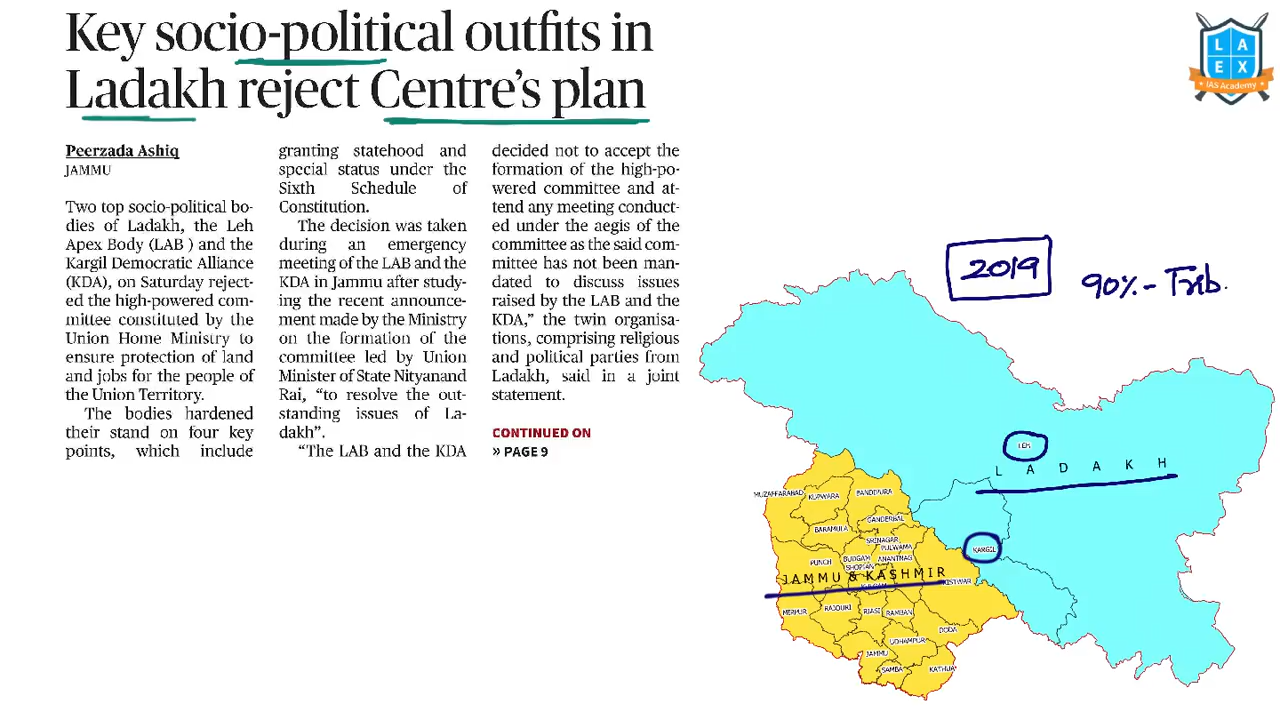 Key socio-political outfits in
Ladakh reject Centre's plan
Peerzada Ashiq
JAMMU
Two top socio-political bo-
dies of Ladakh, the Leh
Apex Body (LAB ) and the
Kargil Democratic Alliance
(KDA), on Saturday reject-
ed the high-powered com-
mittee constituted by the
Union Home Ministry to
ensure protection of land
and jobs for the people of
the Union Territory.
The bodies hardened
their stand on four key
points, which include
granting statehood and
special status under the
Sixth Schedule of
Constitution.
The decision was taken
during an emergency
meeting of the LAB and the
KDA in Jammu after study-
ing the recent announce-
ment made by the Ministry
on the formation of the
committee led by Union
Minister of State Nityanand
Rai, "to resolve the out-
standing issues of La-
dakh".
"The LAB and the KDA
decided not to accept the
formation of the high-po-
wered committee and at-
tend any meeting conduct-
ed under the aegis of the
committee as the said com-
mittee has not been man-
dated to discuss issues
raised by the LAB and the
KDA," the twin organisa-
tions, comprising religious
and political parties from
Ladakh, said in a joint
statement.
CONTINUED ON
» PAGE 9
L A
E X
IAS Academy
2019
90% - Trib
LEH
LADAKH
MUZAFFARABAD
KUPWARA
BANDIPURA
BARAMULA
GANDERBAL
SRINAGAR
PULWAMA
KARGIL
PUNCH
BUDGAM
ANANTNAG
SHOPIAN
JAMMU & KASHMIR
KISTWAR
MIRPUR
RAJOURI
RIASI
RAMBAN
DODA
UDHAMPUR
JAMMU
SAMBA
KATHUA